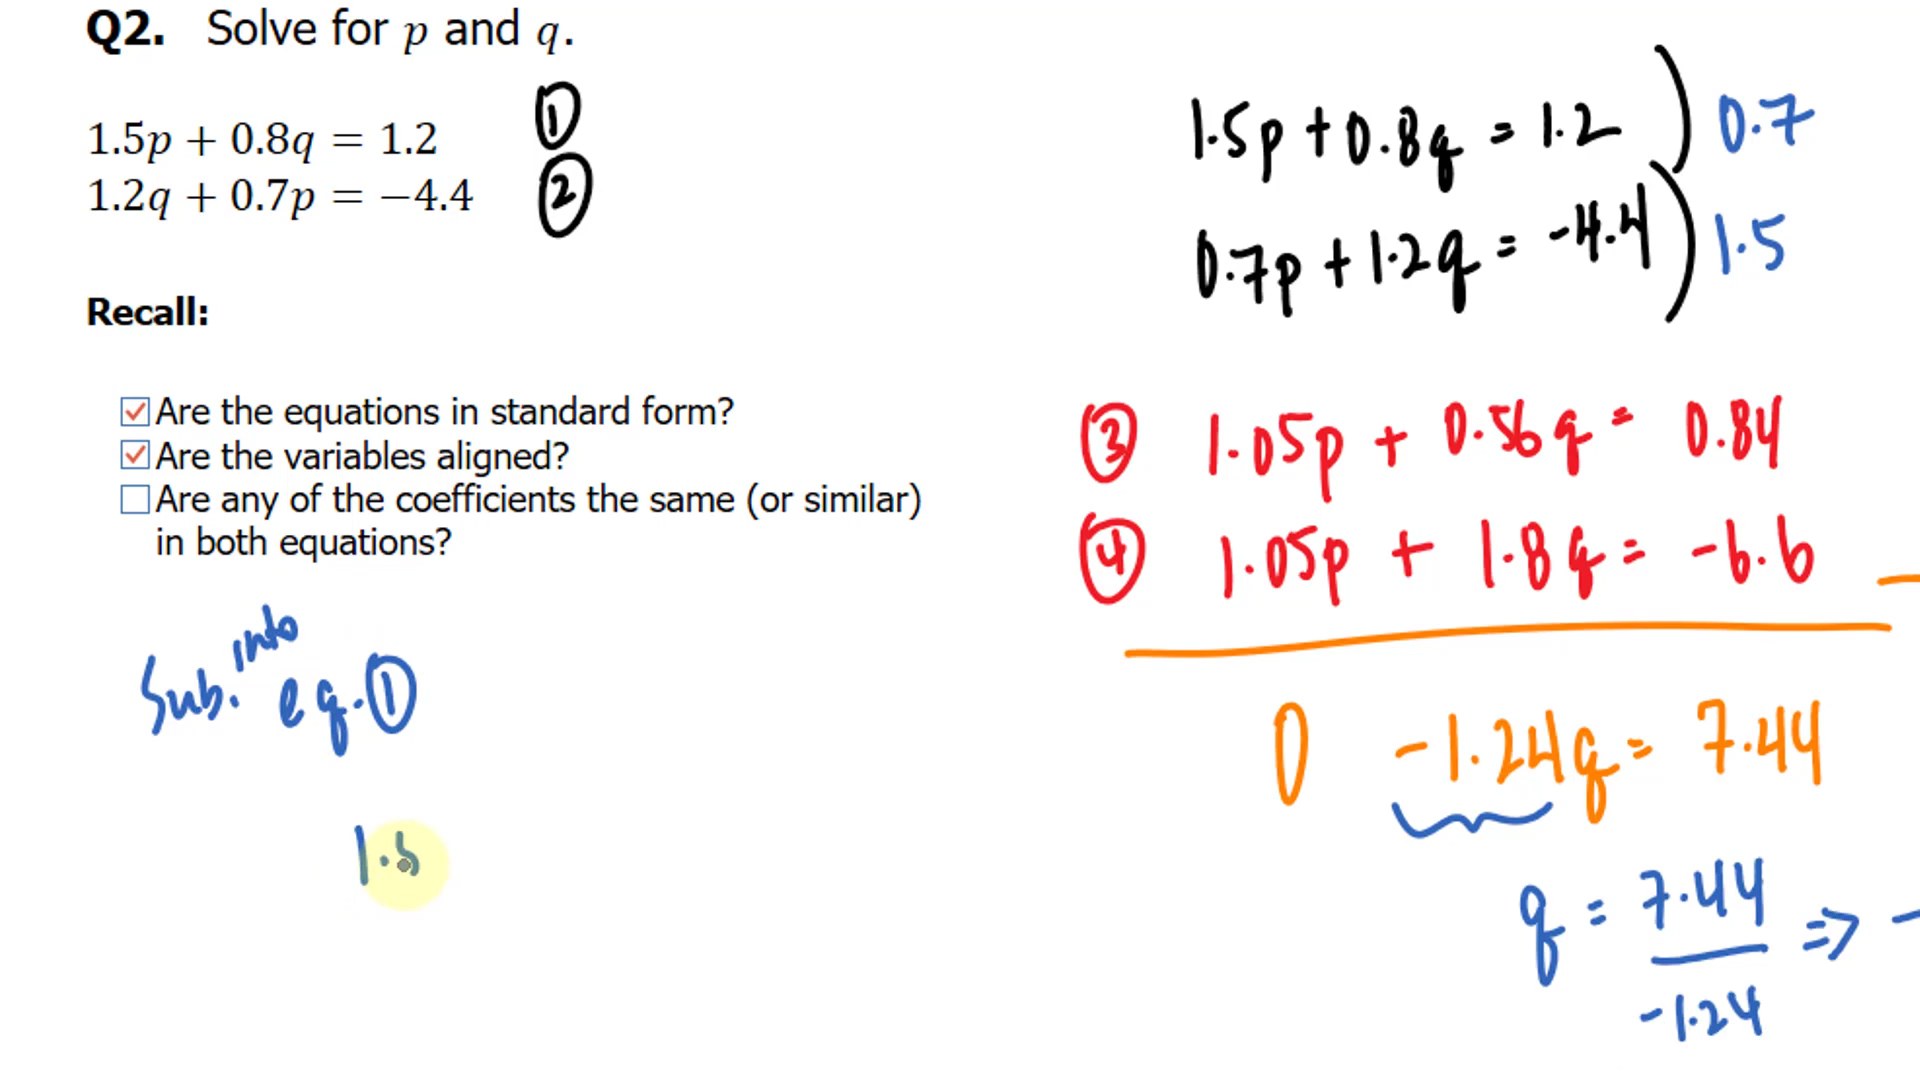 Q2. Solve for p and q.
1.5p + 0.8q = 1.2 ①
1.2q + 0.7p = −4.4 ②
Recall:
☑ Are the equations in standard form?
☑ Are the variables aligned?
☐ Are any of the coefficients the same (or similar)
in both equations?
Sub. into eq. ①
1.5
1.5p + 0.8q = 1.2 ) 0.7
0.7p + 1.2q = -4.4 ) 1.5
③ 1.05p + 0.56q = 0.84
④ 1.05p + 1.8q = -6.6 −
0 -1.24q = 7.44
q = 7.44 ⇒ -
-1.24